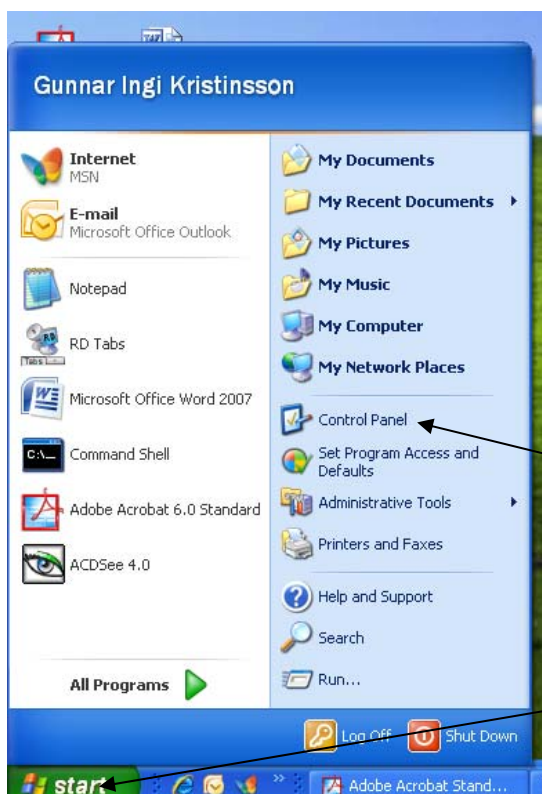 Gunnar Ingi Kristinsson
Internet
MSN
E-mail
Microsoft Office Outlook
Notepad
RD Tabs
Microsoft Office Word 2007
C:\_
Command Shell
Adobe Acrobat 6.0 Standard
ACDSee 4.0
All Programs
My Documents
My Recent Documents
My Pictures
My Music
My Computer
My Network Places
Control Panel
Set Program Access and
Defaults
Administrative Tools
Printers and Faxes
Help and Support
Search
Run...
Log Off
Shut Down
start
Adobe Acrobat Stand...